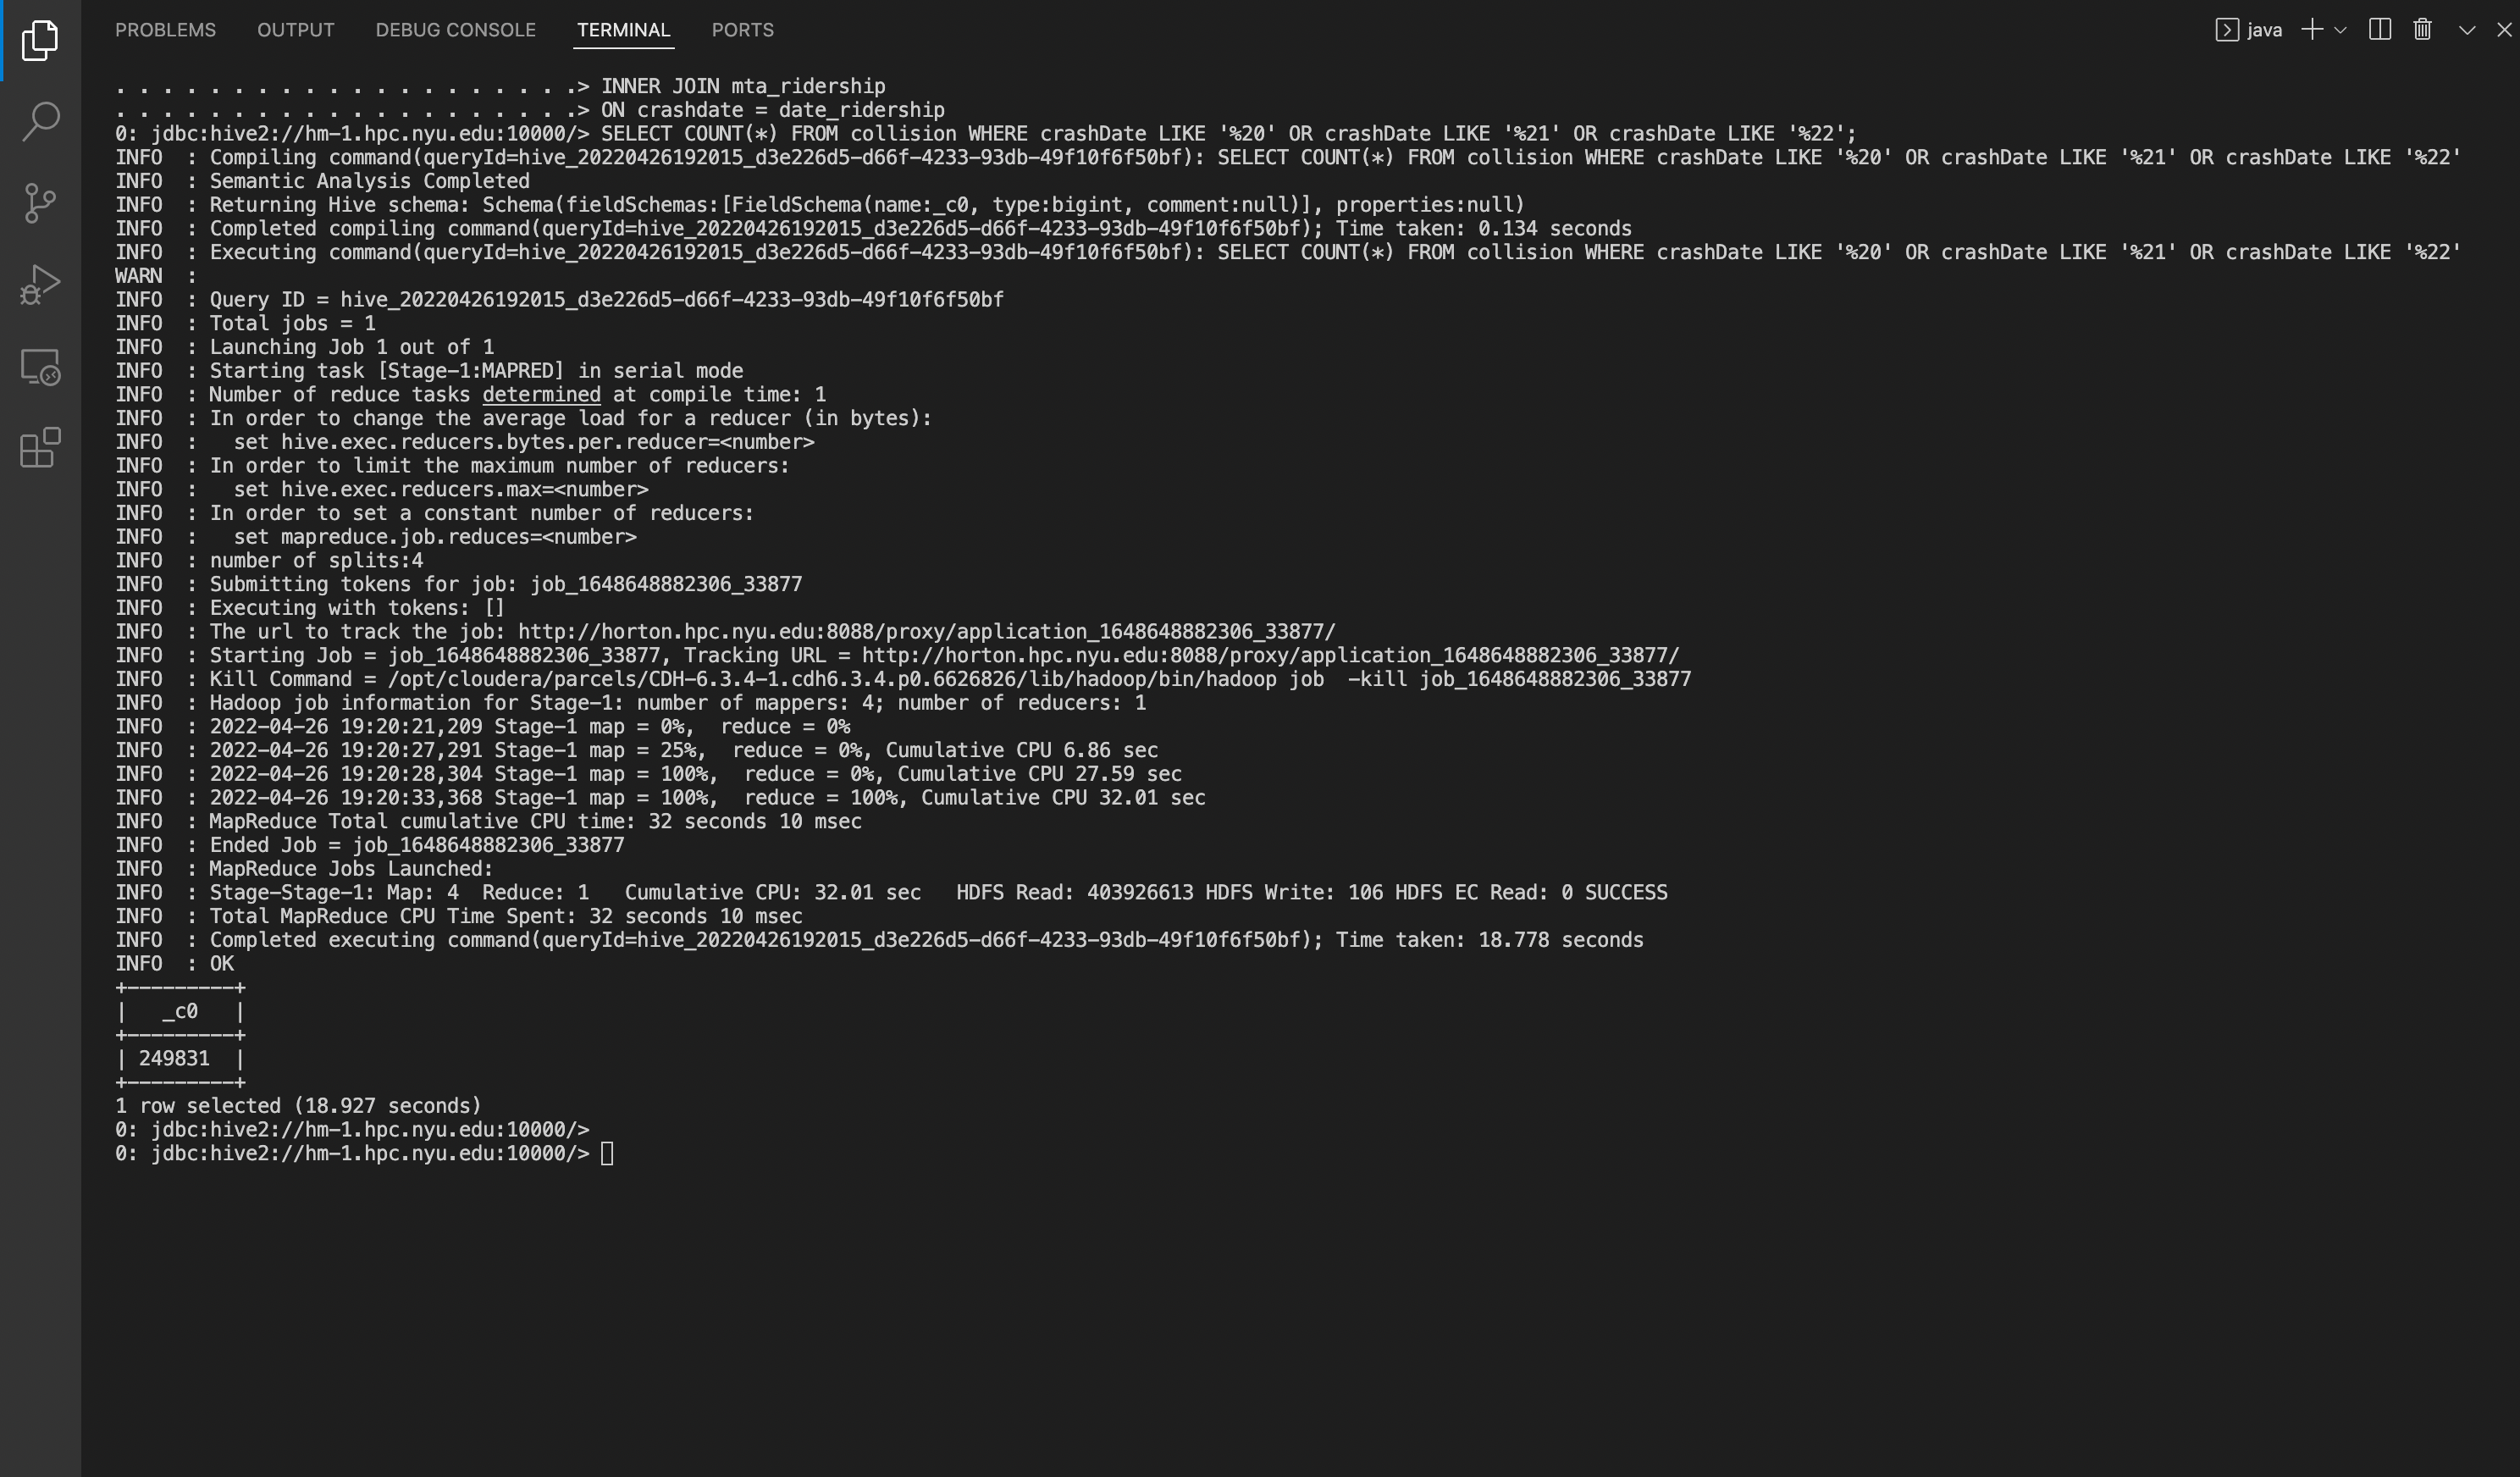 PROBLEMS OUTPUT DEBUG CONSOLE TERMINAL PORTS java
. . . . . . . . . . . . . . . . . . . .> INNER JOIN mta_ridership
. . . . . . . . . . . . . . . . . . . .> ON crashdate = date_ridership
0: jdbc:hive2://hm-1.hpc.nyu.edu:10000/> SELECT COUNT(*) FROM collision WHERE crashDate LIKE '%20' OR crashDate LIKE '%21' OR crashDate LIKE '%22';
INFO  : Compiling command(queryId=hive_20220426192015_d3e226d5-d66f-4233-93db-49f10f6f50bf): SELECT COUNT(*) FROM collision WHERE crashDate LIKE '%20' OR crashDate LIKE '%21' OR crashDate LIKE '%22'
INFO  : Semantic Analysis Completed
INFO  : Returning Hive schema: Schema(fieldSchemas:[FieldSchema(name:_c0, type:bigint, comment:null)], properties:null)
INFO  : Completed compiling command(queryId=hive_20220426192015_d3e226d5-d66f-4233-93db-49f10f6f50bf); Time taken: 0.134 seconds
INFO  : Executing command(queryId=hive_20220426192015_d3e226d5-d66f-4233-93db-49f10f6f50bf): SELECT COUNT(*) FROM collision WHERE crashDate LIKE '%20' OR crashDate LIKE '%21' OR crashDate LIKE '%22'
WARN  :
INFO  : Query ID = hive_20220426192015_d3e226d5-d66f-4233-93db-49f10f6f50bf
INFO  : Total jobs = 1
INFO  : Launching Job 1 out of 1
INFO  : Starting task [Stage-1:MAPRED] in serial mode
INFO  : Number of reduce tasks determined at compile time: 1
INFO  : In order to change the average load for a reducer (in bytes):
INFO  :   set hive.exec.reducers.bytes.per.reducer=<number>
INFO  : In order to limit the maximum number of reducers:
INFO  :   set hive.exec.reducers.max=<number>
INFO  : In order to set a constant number of reducers:
INFO  :   set mapreduce.job.reduces=<number>
INFO  : number of splits:4
INFO  : Submitting tokens for job: job_1648648882306_33877
INFO  : Executing with tokens: []
INFO  : The url to track the job: http://horton.hpc.nyu.edu:8088/proxy/application_1648648882306_33877/
INFO  : Starting Job = job_1648648882306_33877, Tracking URL = http://horton.hpc.nyu.edu:8088/proxy/application_1648648882306_33877/
INFO  : Kill Command = /opt/cloudera/parcels/CDH-6.3.4-1.cdh6.3.4.p0.6626826/lib/hadoop/bin/hadoop job  -kill job_1648648882306_33877
INFO  : Hadoop job information for Stage-1: number of mappers: 4; number of reducers: 1
INFO  : 2022-04-26 19:20:21,209 Stage-1 map = 0%,  reduce = 0%
INFO  : 2022-04-26 19:20:27,291 Stage-1 map = 25%,  reduce = 0%, Cumulative CPU 6.86 sec
INFO  : 2022-04-26 19:20:28,304 Stage-1 map = 100%,  reduce = 0%, Cumulative CPU 27.59 sec
INFO  : 2022-04-26 19:20:33,368 Stage-1 map = 100%,  reduce = 100%, Cumulative CPU 32.01 sec
INFO  : MapReduce Total cumulative CPU time: 32 seconds 10 msec
INFO  : Ended Job = job_1648648882306_33877
INFO  : MapReduce Jobs Launched:
INFO  : Stage-Stage-1: Map: 4  Reduce: 1   Cumulative CPU: 32.01 sec   HDFS Read: 403926613 HDFS Write: 106 HDFS EC Read: 0 SUCCESS
INFO  : Total MapReduce CPU Time Spent: 32 seconds 10 msec
INFO  : Completed executing command(queryId=hive_20220426192015_d3e226d5-d66f-4233-93db-49f10f6f50bf); Time taken: 18.778 seconds
INFO  : OK
+---------+
|   _c0   |
+---------+
| 249831  |
+---------+
1 row selected (18.927 seconds)
0: jdbc:hive2://hm-1.hpc.nyu.edu:10000/>
0: jdbc:hive2://hm-1.hpc.nyu.edu:10000/>